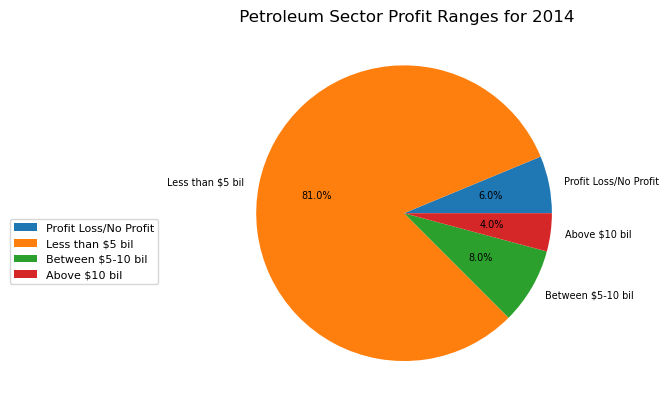 Petroleum Sector Profit Ranges for 2014
Less than $5 bil
81.0%
6.0%
Profit Loss/No Profit
4.0%
Above $10 bil
8.0%
Between $5-10 bil
Profit Loss/No Profit
Less than $5 bil
Between $5-10 bil
Above $10 bil